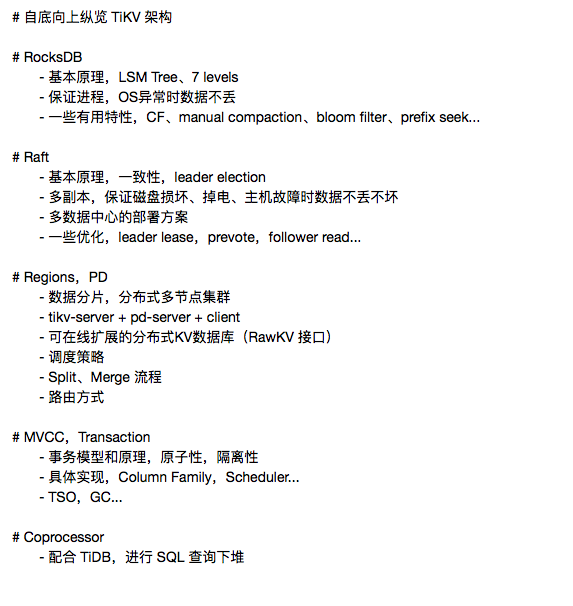 # 自底向上纵览 TiKV 架构
# RocksDB
- 基本原理，LSM Tree、7 levels
- 保证进程，OS异常时数据不丢
- 一些有用特性，CF、manual compaction、bloom filter、prefix seek...
# Raft
- 基本原理，一致性，leader election
- 多副本，保证磁盘损坏、掉电、主机故障时数据不丢不坏
- 多数据中心的部署方案
- 一些优化，leader lease，prevote，follower read...
# Regions，PD
- 数据分片，分布式多节点集群
- tikv-server + pd-server + client
- 可在线扩展的分布式KV数据库（RawKV 接口）
- 调度策略
- Split、Merge 流程
- 路由方式
# MVCC，Transaction
- 事务模型和原理，原子性，隔离性
- 具体实现，Column Family，Scheduler...
- TSO，GC...
# Coprocessor
- 配合 TiDB，进行 SQL 查询下堆